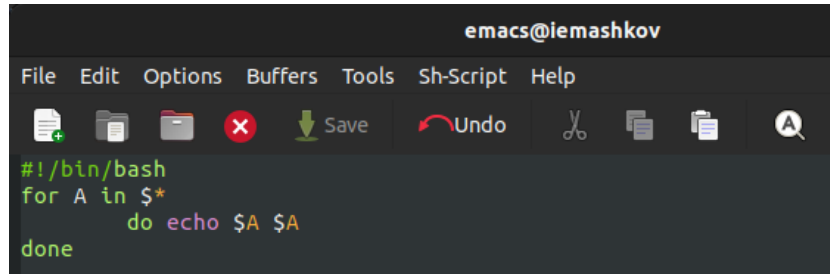 emacs@iemashkov
File Edit Options Buffers Tools Sh-Script Help
Save Undo
#!/bin/bash
for A in $*
        do echo $A $A
done